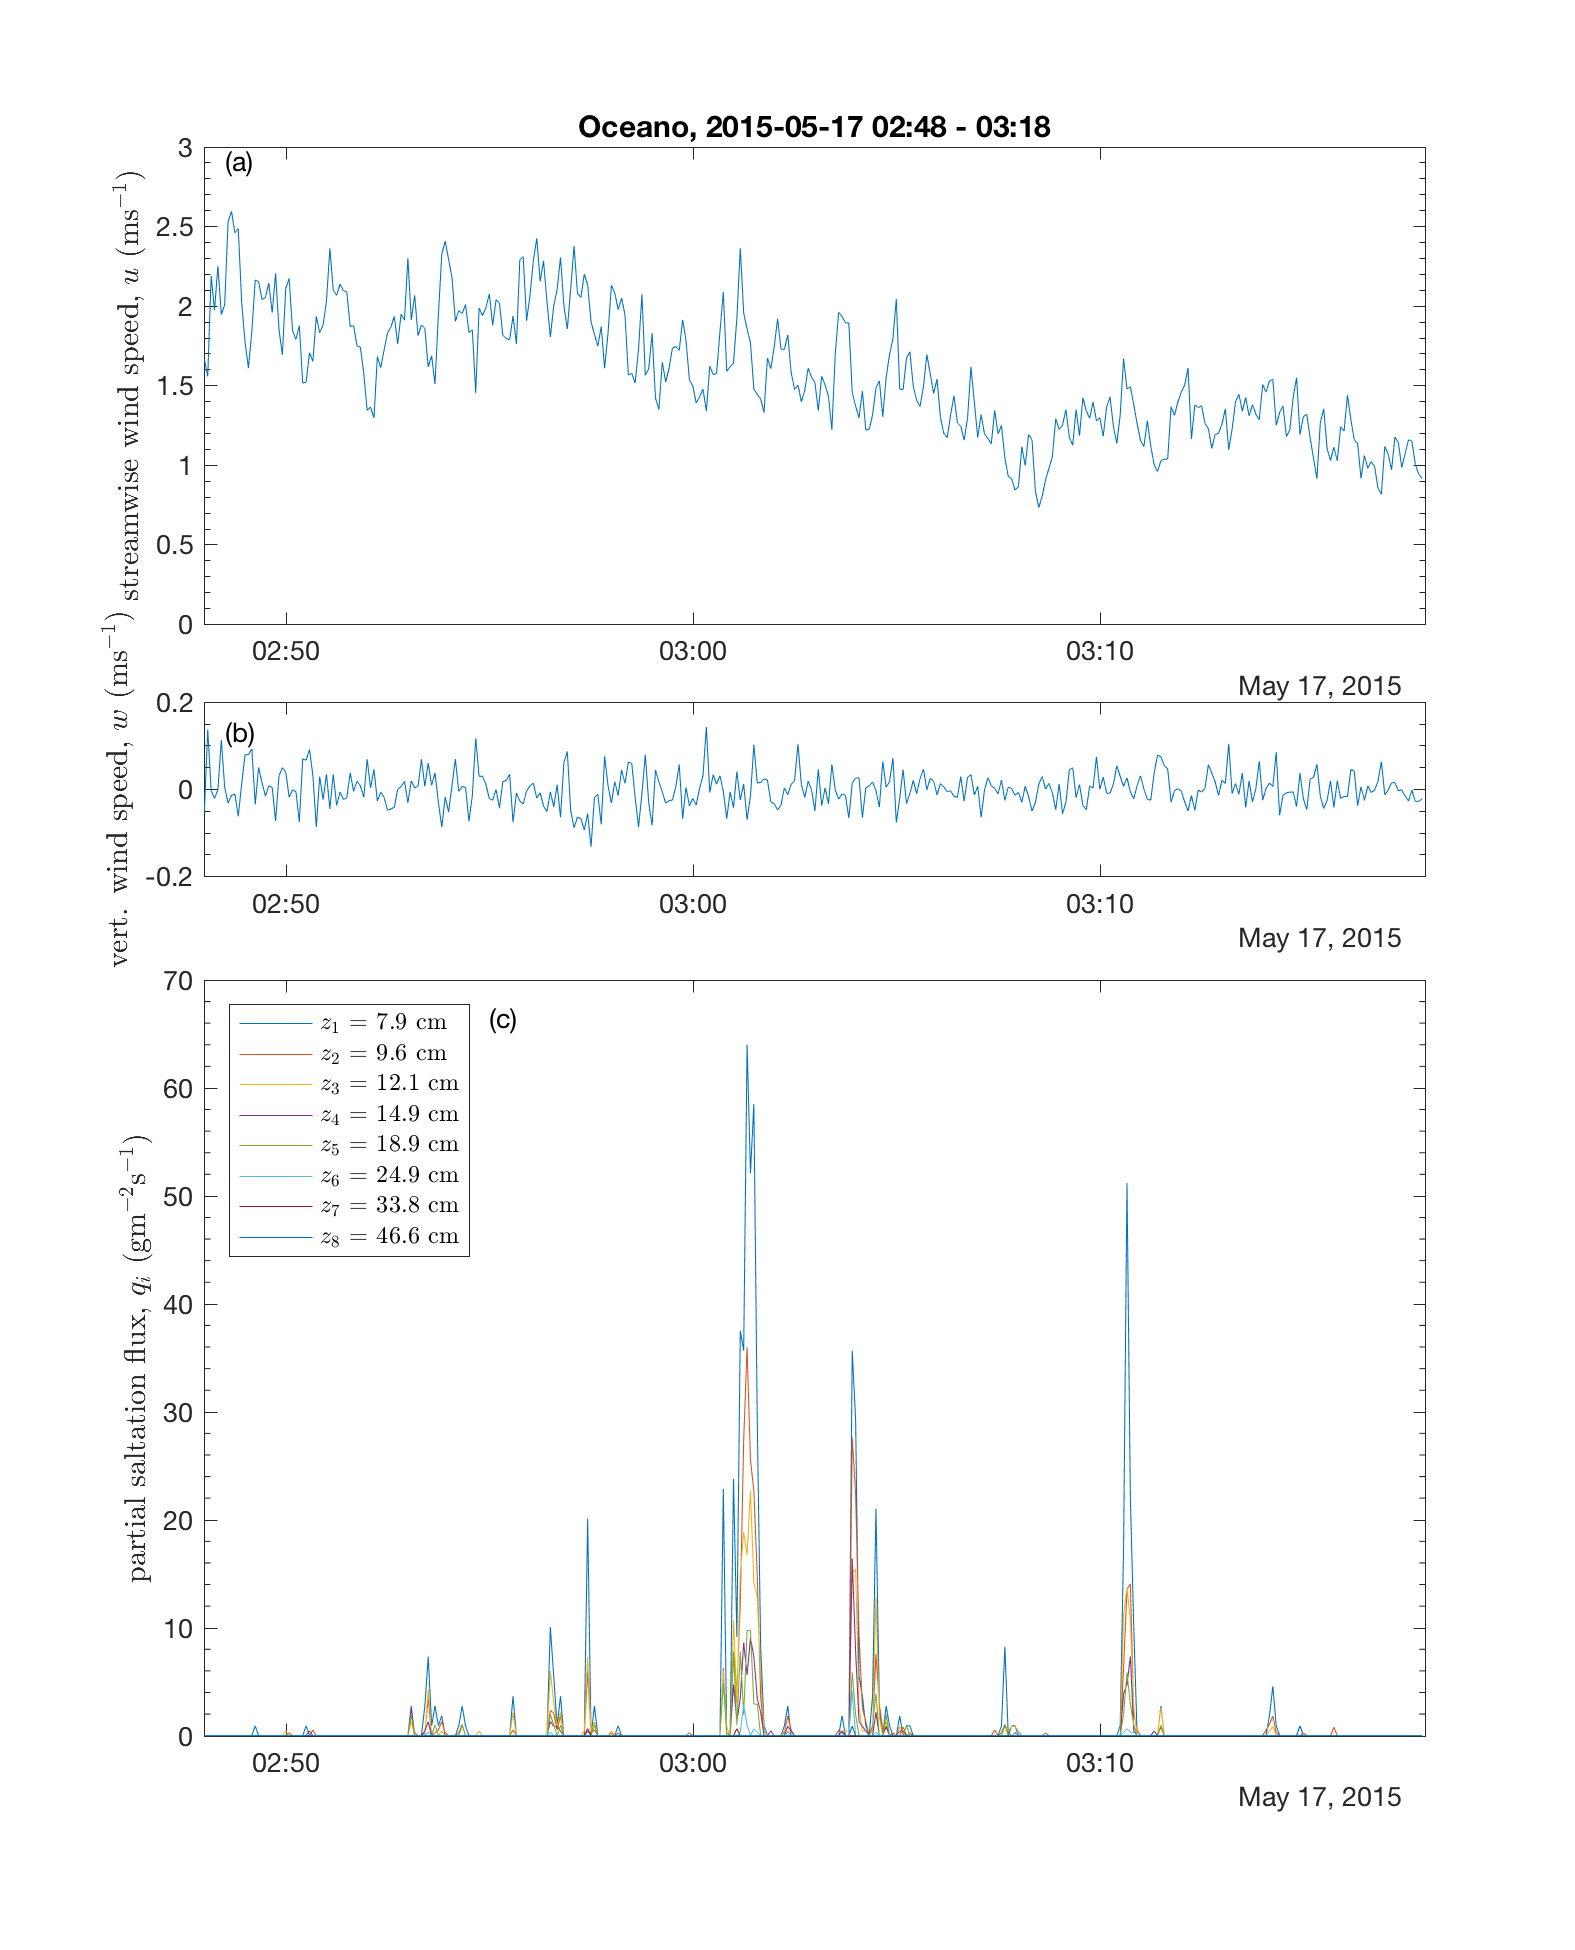 Oceano, 2015-05-17 02:48 - 03:18
(a)
streamwise wind speed, u (ms⁻¹)
3
2.5
2
1.5
1
0.5
0
02:50 03:00 03:10
May 17, 2015
(b)
vert. wind speed, w (ms⁻¹)
0.2
0
-0.2
02:50 03:00 03:10
May 17, 2015
(c)
partial saltation flux, qᵢ (gm⁻²s⁻¹)
70
60
50
40
30
20
10
0
z₁ = 7.9 cm
z₂ = 9.6 cm
z₃ = 12.1 cm
z₄ = 14.9 cm
z₅ = 18.9 cm
z₆ = 24.9 cm
z₇ = 33.8 cm
z₈ = 46.6 cm
02:50 03:00 03:10
May 17, 2015